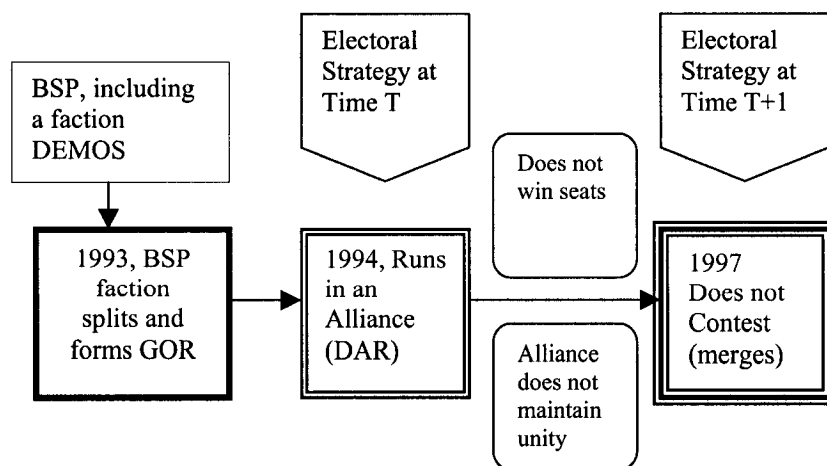 BSP, including
a faction
DEMOS
1993, BSP
faction
splits and
forms GOR
Electoral
Strategy at
Time T
1994, Runs
in an
Alliance
(DAR)
Does not
win seats
Alliance
does not
maintain
unity
Electoral
Strategy at
Time T+1
1997
Does not
Contest
(merges)